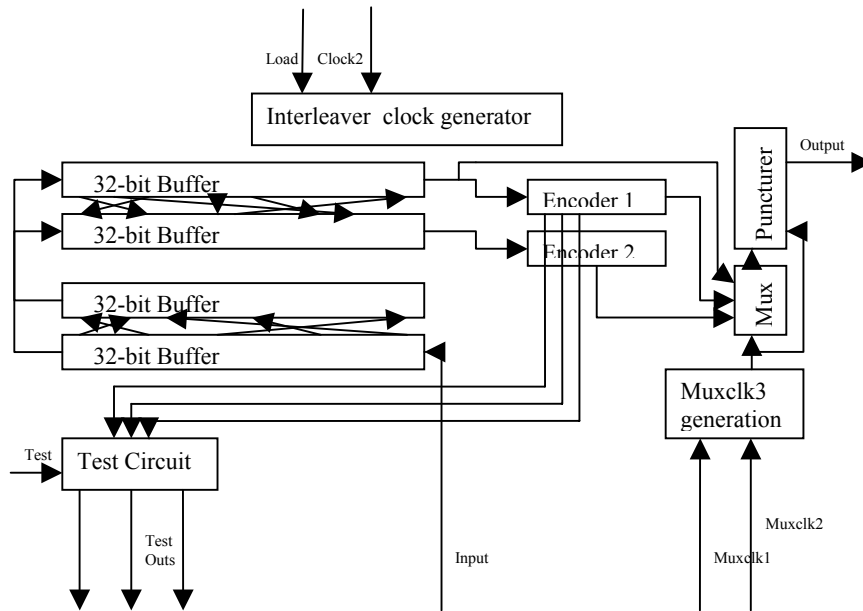 Load
Clock2
Interleaver clock generator
Output
Puncturer
32-bit Buffer
Encoder 1
32-bit Buffer
Encoder 2
Mux
32-bit Buffer
32-bit Buffer
Muxclk3
generation
Test
Test Circuit
Test
Outs
Input
Muxclk1
Muxclk2